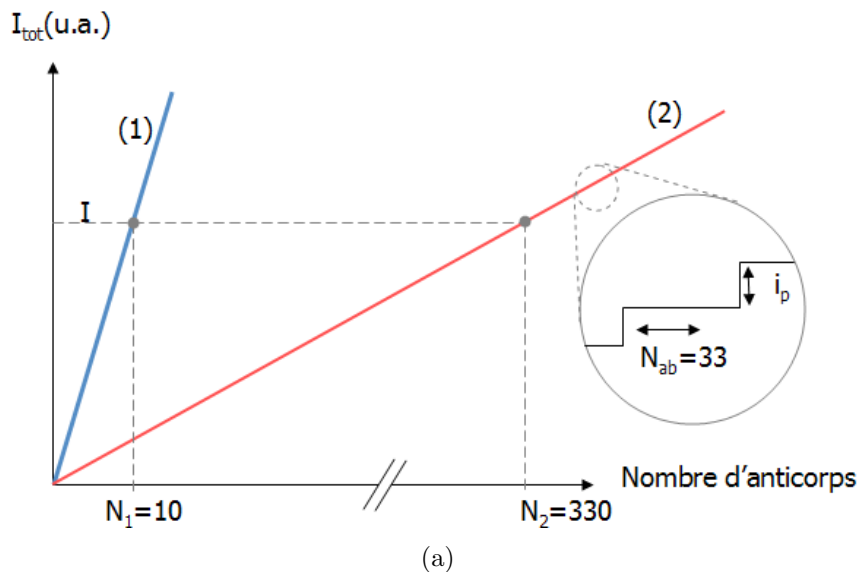 I_tot(u.a.)
(1)
(2)
I
i_p
N_ab=33
Nombre d’anticorps
N_1=10
N_2=330
(a)